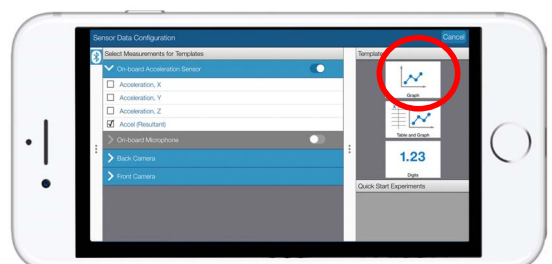 Sensor Data Configuration
Cancel
Select Measurements for Templates
On-board Acceleration Sensor
Acceleration, X
Acceleration, Y
Acceleration, Z
Accel (Resultant)
On-board Microphone
Back Camera
Front Camera
Graph
Table and Graph
1.23
Digits
Quick Start Experiments